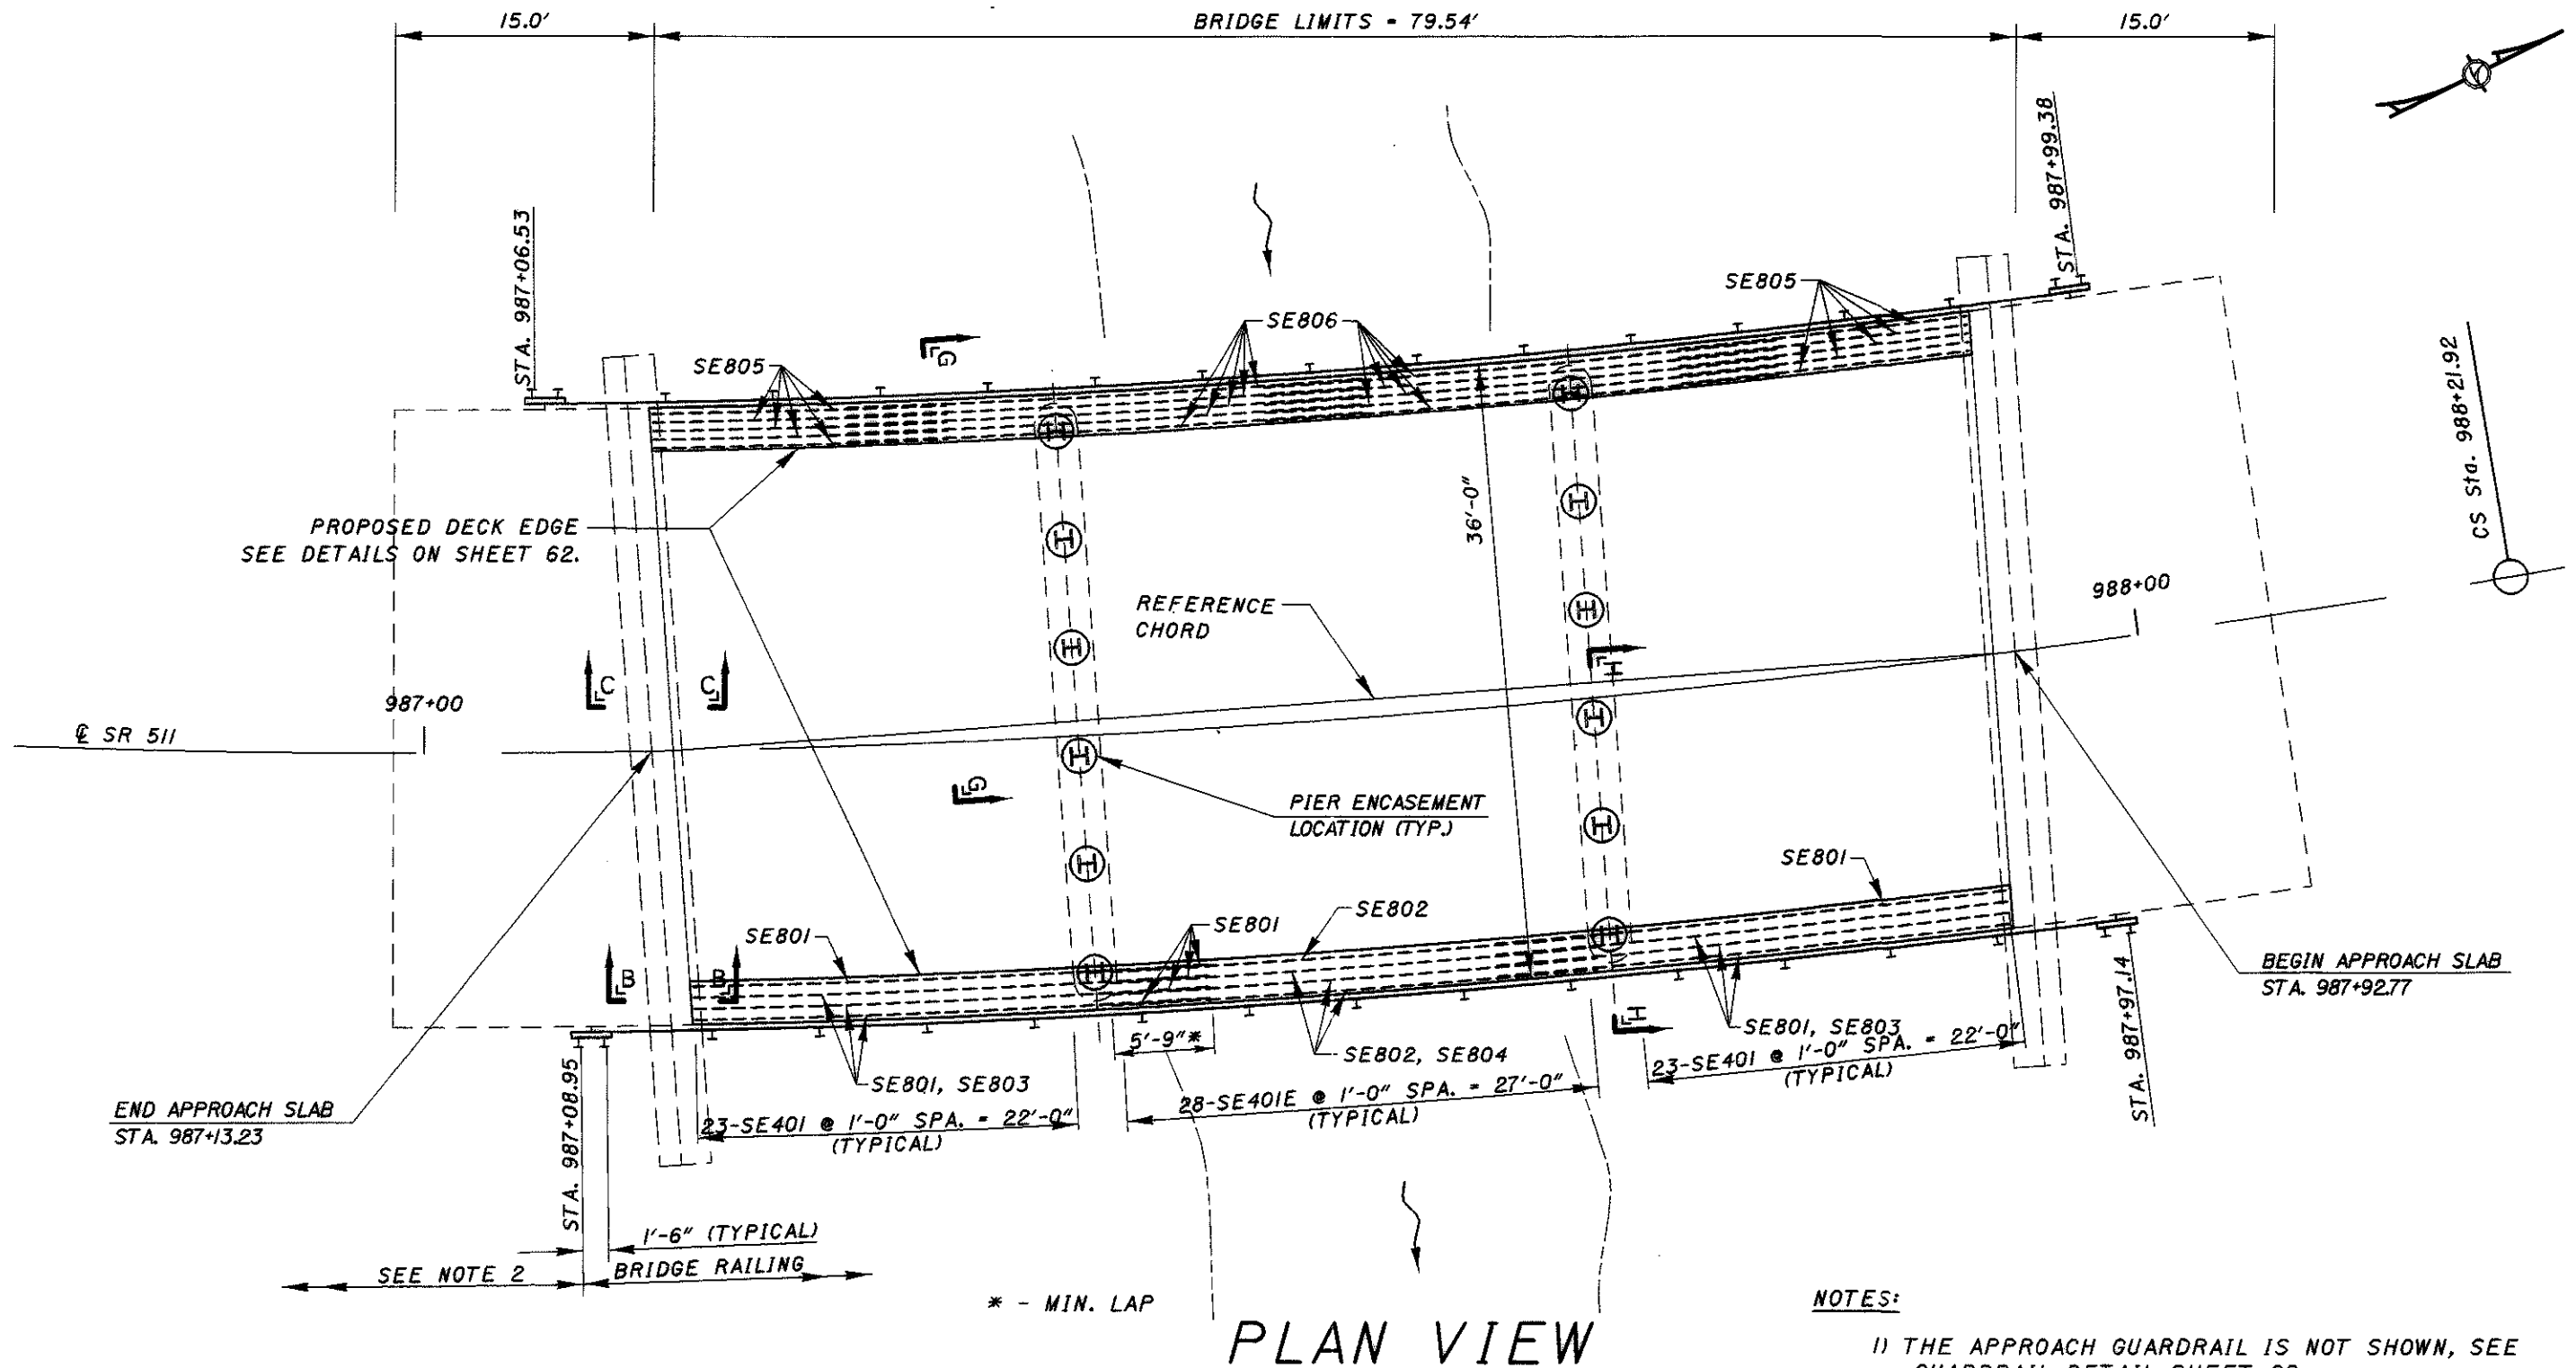 15.0'
BRIDGE LIMITS = 79.54'
15.0'
STA. 987+06.53
STA. 987+99.38
CS Sta. 988+21.92
SE805
SE806
SE805
G
PROPOSED DECK EDGE
SEE DETAILS ON SHEET 62.
36'-0"
REFERENCE
CHORD
988+00
C
C
H
987+00
℄ SR 511
G
PIER ENCASEMENT
LOCATION (TYP.)
SE801
SE801
SE802
SE801
B
B
H
BEGIN APPROACH SLAB
STA. 987+92.77
5'-9"*
SE801, SE803
SE802, SE804
SE801, SE803
23-SE401 @ 1'-0" SPA. = 22'-0"
(TYPICAL)
28-SE401E @ 1'-0" SPA. = 27'-0"
(TYPICAL)
23-SE401 @ 1'-0" SPA. = 22'-0"
(TYPICAL)
END APPROACH SLAB
STA. 987+13.23
STA. 987+08.95
STA. 987+97.14
1'-6" (TYPICAL)
SEE NOTE 2
BRIDGE RAILING
* - MIN. LAP
PLAN VIEW
NOTES:
1) THE APPROACH GUARDRAIL IS NOT SHOWN, SEE